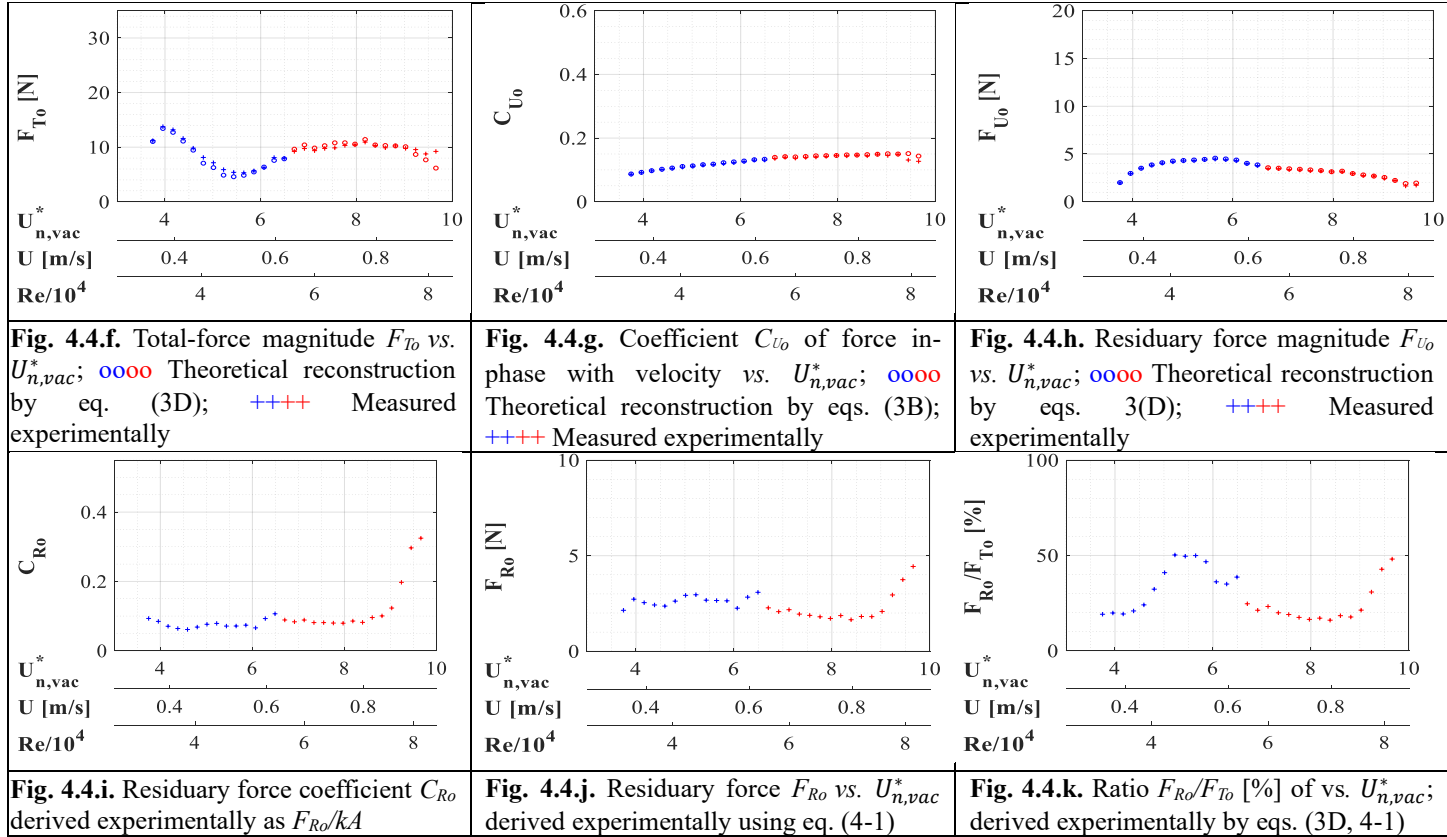 30
20
10
0
F_To [N]
4 6 8 10
U*_n,vac
0.4 0.6 0.8
U [m/s]
4 6 8
Re/10^4
0.6
0.4
0.2
0.0
C_Uo
4 6 8 10
U*_n,vac
0.4 0.6 0.8
U [m/s]
4 6 8
Re/10^4
20
15
10
5
0
F_Uo [N]
4 6 8 10
U*_n,vac
0.4 0.6 0.8
U [m/s]
4 6 8
Re/10^4
Fig. 4.4.f. Total-force magnitude F_To vs.
U*_n,vac; oooo Theoretical reconstruction
by eq. (3D); ++++ Measured
experimentally
Fig. 4.4.g. Coefficient C_Uo of force in-
phase with velocity vs. U*_n,vac; oooo
Theoretical reconstruction by eqs. (3B);
++++ Measured experimentally
Fig. 4.4.h. Residuary force magnitude F_Uo
vs. U*_n,vac; oooo Theoretical reconstruction
by eqs. 3(D); ++++ Measured
experimentally
0.4
0.2
0.0
C_Ro
4 6 8 10
U*_n,vac
0.4 0.6 0.8
U [m/s]
4 6 8
Re/10^4
10
5
0
F_Ro [N]
4 6 8 10
U*_n,vac
0.4 0.6 0.8
U [m/s]
4 6 8
Re/10^4
100
50
0
F_Ro/F_To [%]
4 6 8 10
U*_n,vac
0.4 0.6 0.8
U [m/s]
4 6 8
Re/10^4
Fig. 4.4.i. Residuary force coefficient C_Ro
derived experimentally as F_Ro/kA
Fig. 4.4.j. Residuary force F_Ro vs. U*_n,vac
derived experimentally using eq. (4-1)
Fig. 4.4.k. Ratio F_Ro/F_To [%] of vs. U*_n,vac;
derived experimentally by eqs. (3D, 4-1)